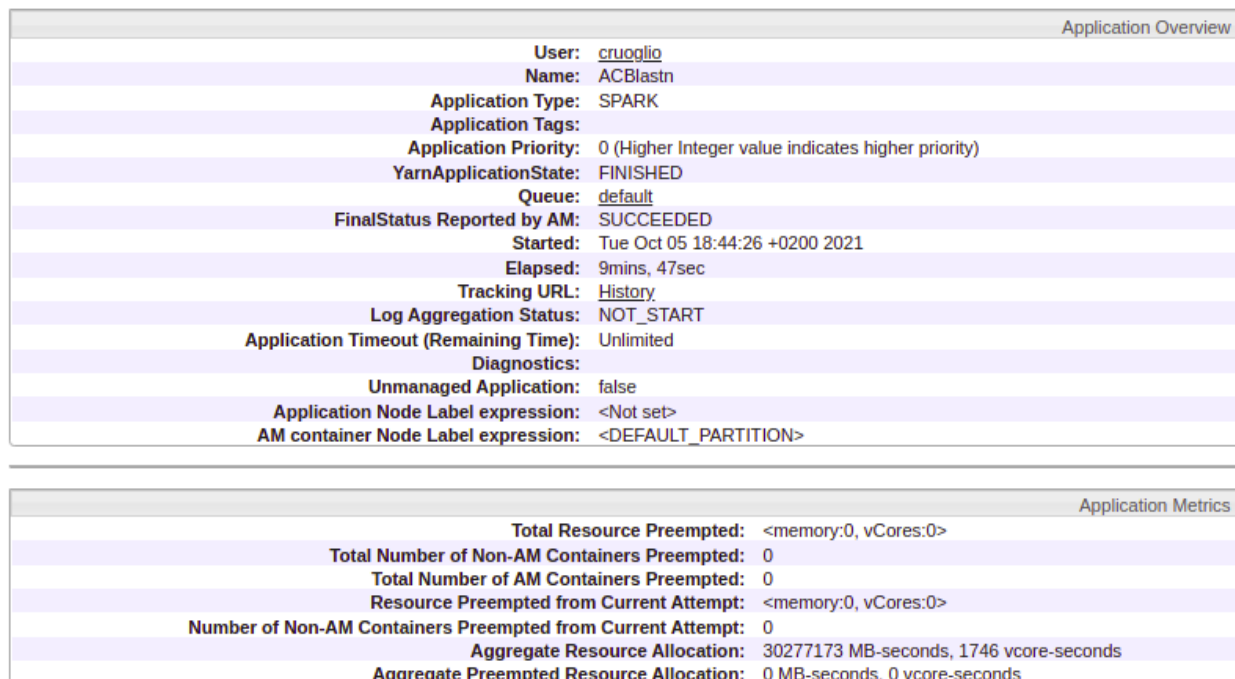 Application Overview
User: cruoglio
Name: ACBlastn
Application Type: SPARK
Application Tags:
Application Priority: 0 (Higher Integer value indicates higher priority)
YarnApplicationState: FINISHED
Queue: default
FinalStatus Reported by AM: SUCCEEDED
Started: Tue Oct 05 18:44:26 +0200 2021
Elapsed: 9mins, 47sec
Tracking URL: History
Log Aggregation Status: NOT_START
Application Timeout (Remaining Time): Unlimited
Diagnostics:
Unmanaged Application: false
Application Node Label expression: <Not set>
AM container Node Label expression: <DEFAULT_PARTITION>
Application Metrics
Total Resource Preempted: <memory:0, vCores:0>
Total Number of Non-AM Containers Preempted: 0
Total Number of AM Containers Preempted: 0
Resource Preempted from Current Attempt: <memory:0, vCores:0>
Number of Non-AM Containers Preempted from Current Attempt: 0
Aggregate Resource Allocation: 30277173 MB-seconds, 1746 vcore-seconds
Aggregate Preempted Resource Allocation: 0 MB-seconds, 0 vcore-seconds